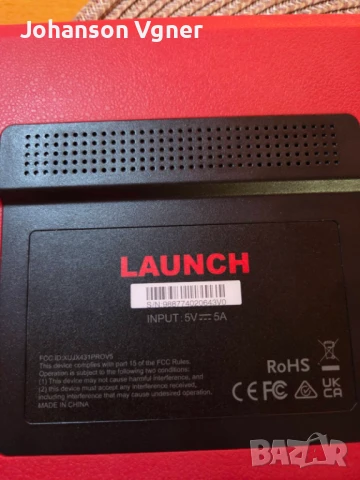 Johanson Vgner
LAUNCH
S/N:988774020643V0
INPUT: 5V⎓5A
FCC ID:XUJX431PROV5
This device complies with part 15 of the FCC Rules.
Operation is subject to the following two conditions:
(1) This device may not cause harmful interference, and
(2) this device must accept any interference received,
including interference that may cause undesired operation.
MADE IN CHINA
RoHS
CE FC UKCA
BAZAR